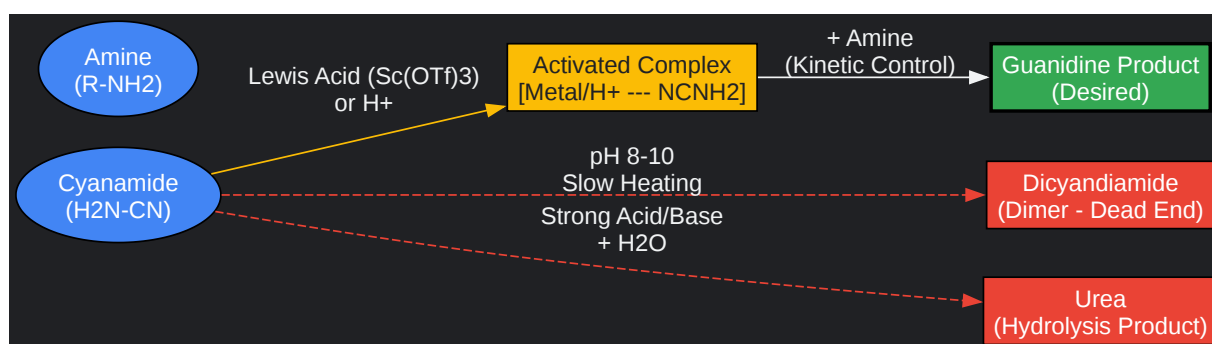 Amine
(R-NH2)
Lewis Acid (Sc(OTf)3)
or H+
Activated Complex
[Metal/H+ --- NCNH2]
+ Amine
(Kinetic Control)
Guanidine Product
(Desired)
Cyanamide
(H2N-CN)
pH 8-10
Slow Heating
Dicyandiamide
(Dimer - Dead End)
Strong Acid/Base
+ H2O
Urea
(Hydrolysis Product)